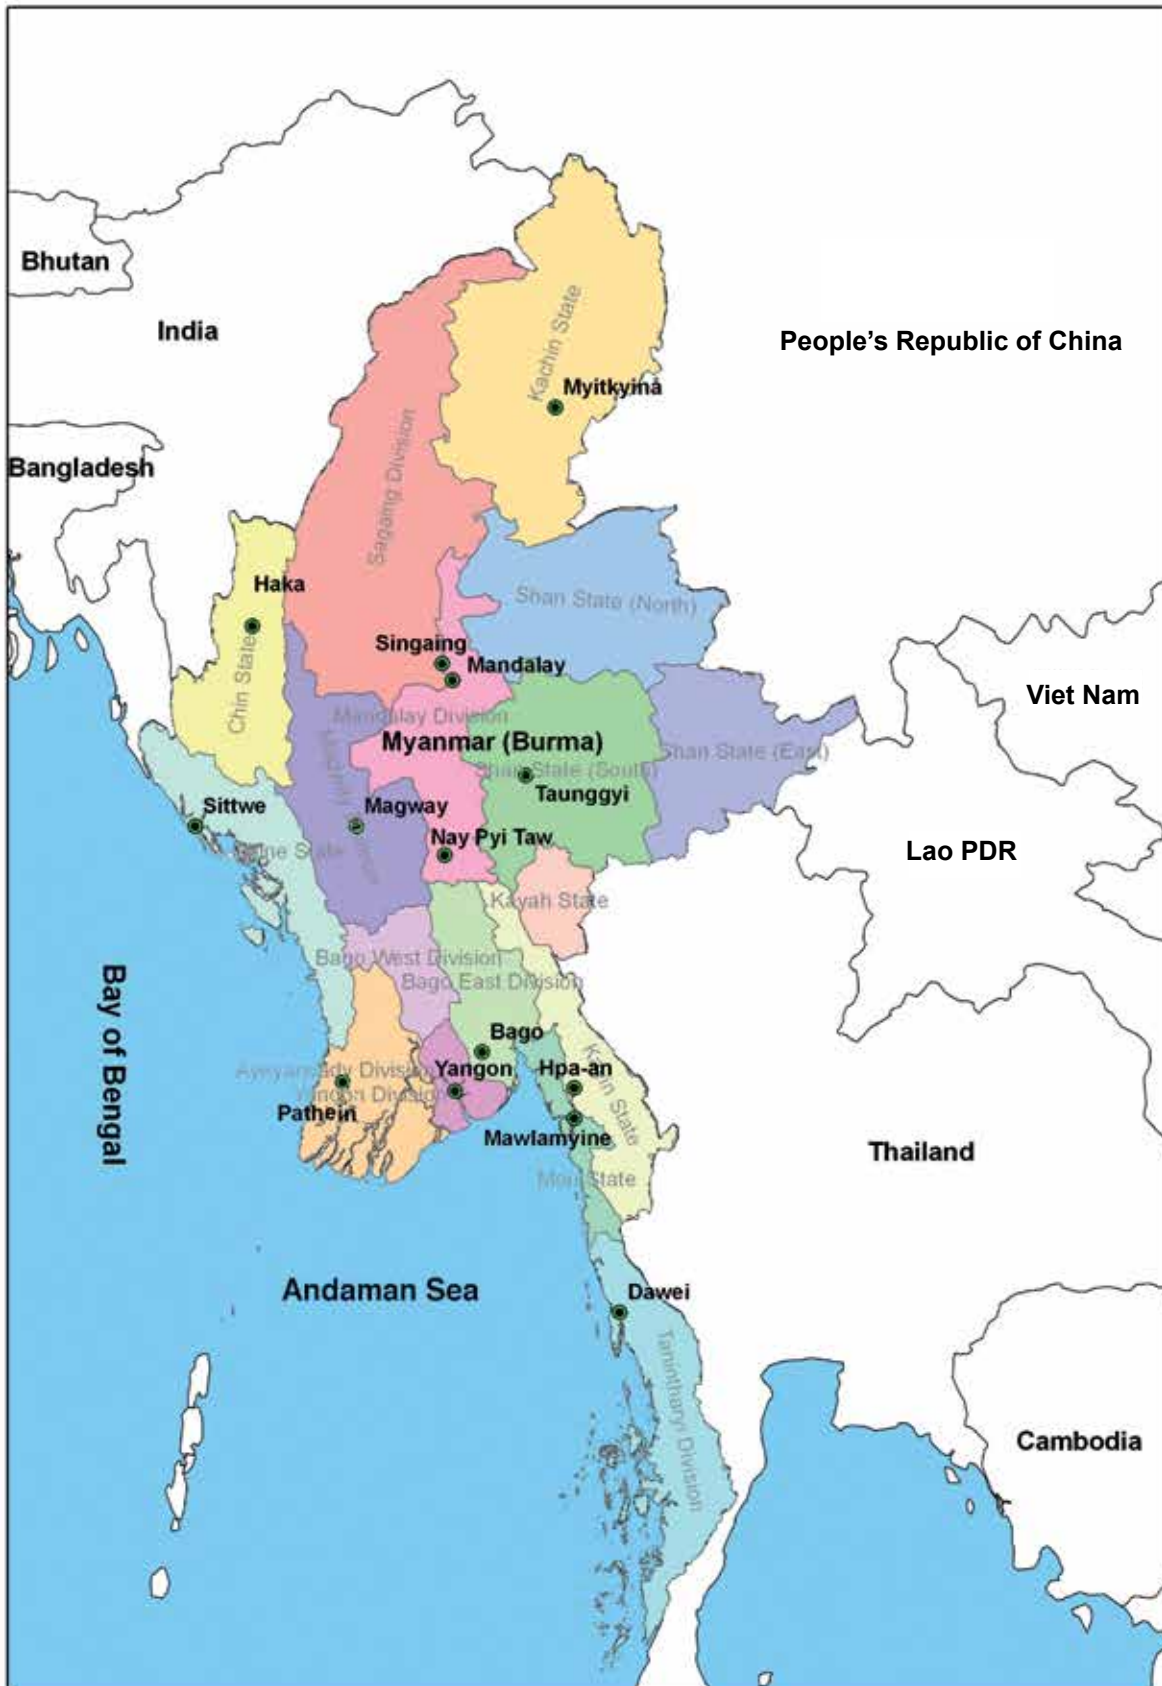 Bhutan
India
People's Republic of China
Kachin State
Myitkyina
Bangladesh
Sagaing Division
Haka
Shan State (North)
Chin State
Singaing
Mandalay
Viet Nam
Mandalay Division
Myanmar (Burma)
Shan State (East)
Shan State (South)
Taunggyi
Sittwe
Magway
Nay Pyi Taw
Lao PDR
Kayah State
Bago West Division
Bago East Division
Bay of Bengal
Bago
Yangon
Hpa-an
Yangon Division
Pathein
Mawlamyine
Thailand
Mon State
Andaman Sea
Dawei
Tanintharyi Division
Cambodia